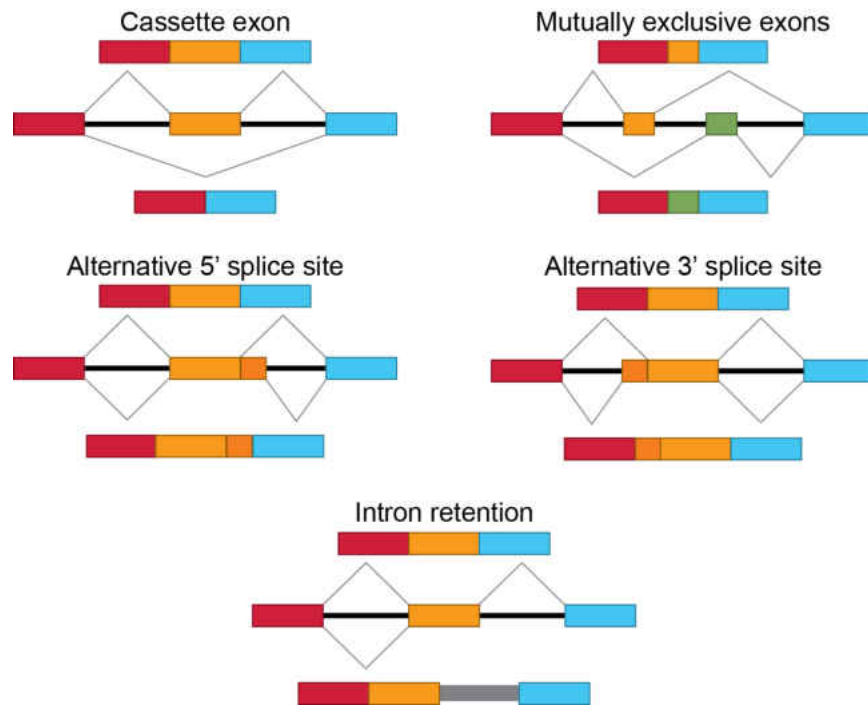 Cassette exon
Mutually exclusive exons
Alternative 5’ splice site
Alternative 3’ splice site
Intron retention